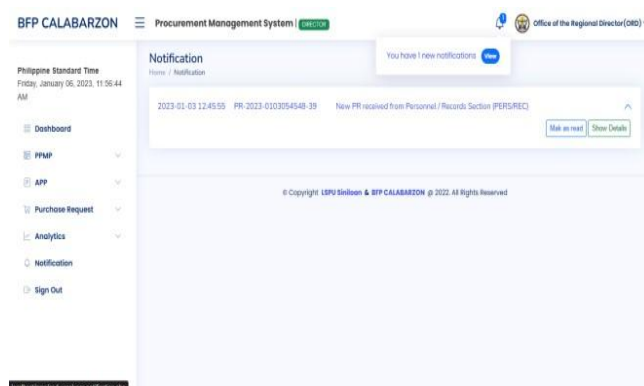 BFP CALABARZON
Procurement Management System | DIRECTOR
1
Office of the Regional Director(ORD)
You have 1 new notifications View
Philippine Standard Time
Friday, January 06, 2023, 11:56:44
AM
Dashboard
PPMP
APP
Purchase Request
Analytics
Notification
Sign Out
Notification
Home / Notification
2023-01-03 12:45:55 PR-2023-0103054548-39 New PR received from Personnel / Records Section (PERS/REC)
Mak as read Show Details
© Copyright LSPU Siniloan & BFP CALABARZON @ 2022. All Rights Reserved